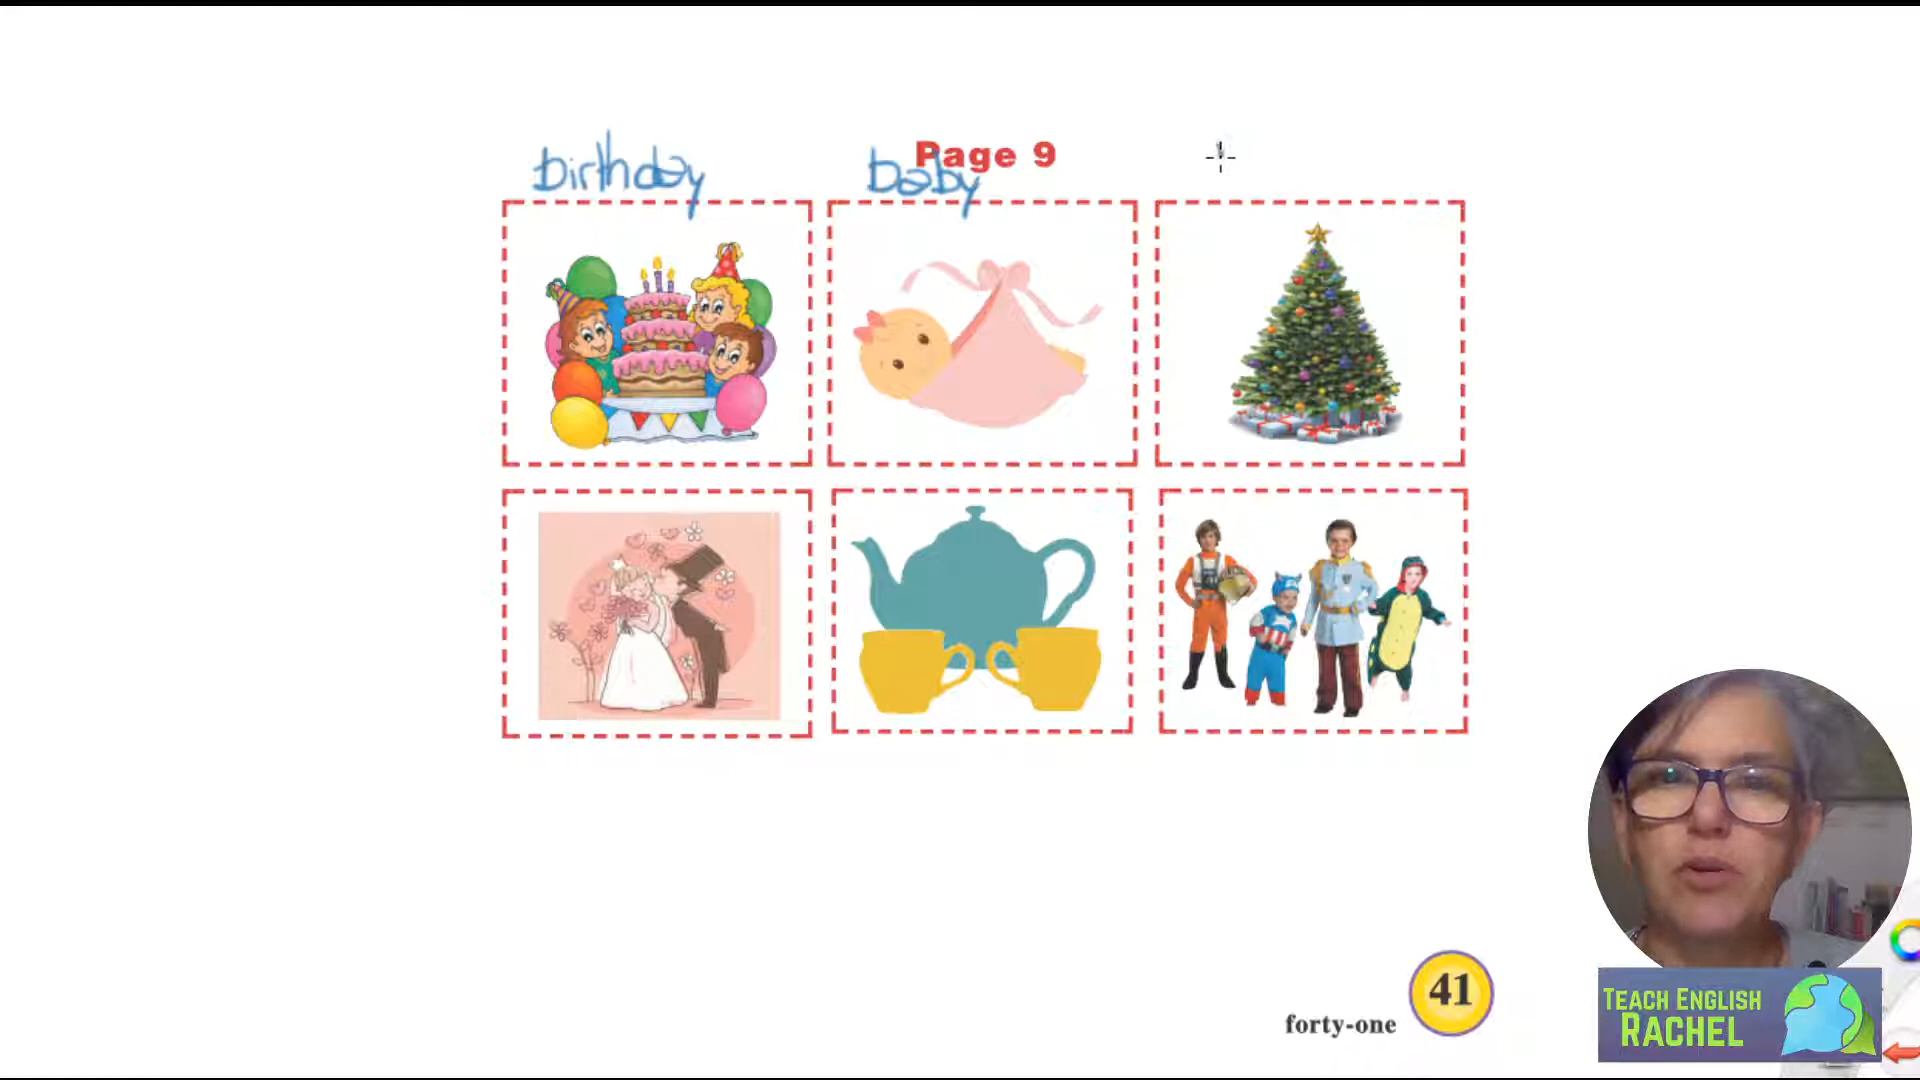 Page 9
birthday
baby
41
forty-one
TEACH ENGLISH
RACHEL